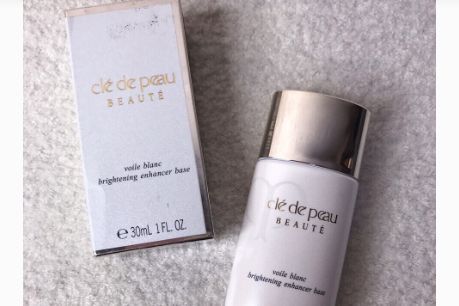 clé de peau
BEAUTÉ
voile blanc
brightening enhancer base
℮ 30mL 1 FL. OZ.
clé de peau
BEAUTÉ
voile blanc
brightening enhancer base